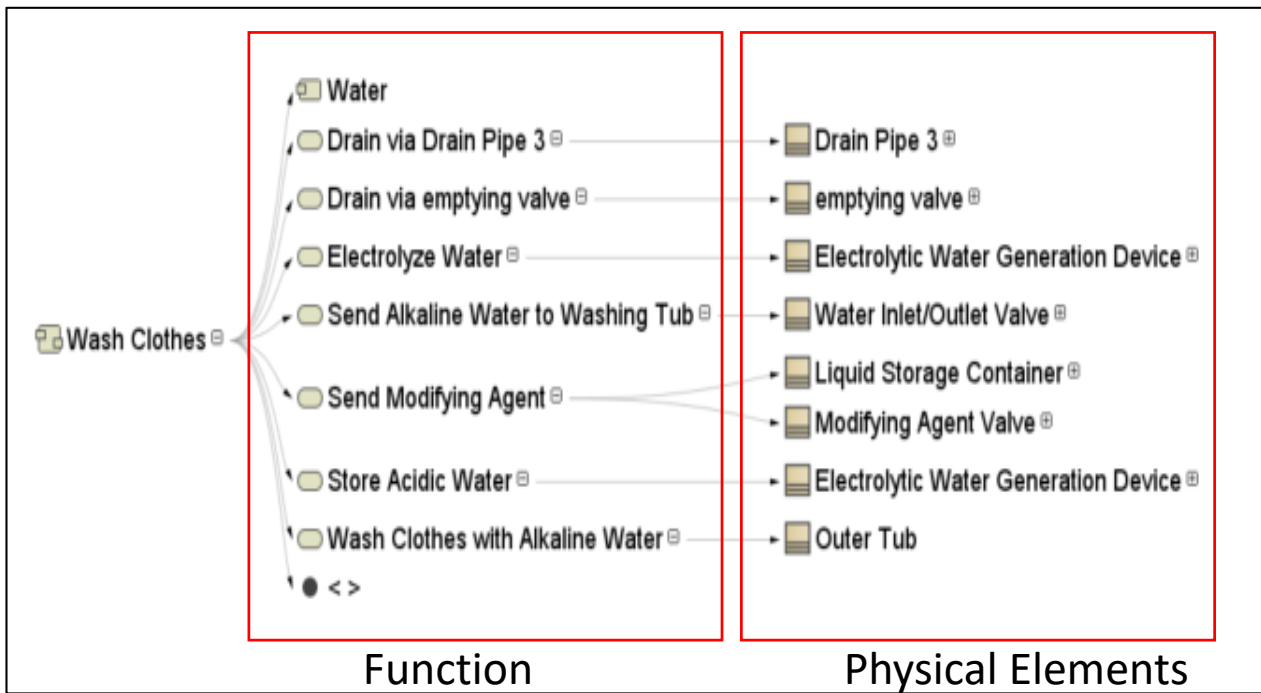 Water
Drain via Drain Pipe 3
Drain Pipe 3
Drain via emptying valve
emptying valve
Electrolyze Water
Electrolytic Water Generation Device
Wash Clothes
Send Alkaline Water to Washing Tub
Water Inlet/Outlet Valve
Send Modifying Agent
Liquid Storage Container
Modifying Agent Valve
Store Acidic Water
Electrolytic Water Generation Device
Wash Clothes with Alkaline Water
Outer Tub
< >
Function
Physical Elements